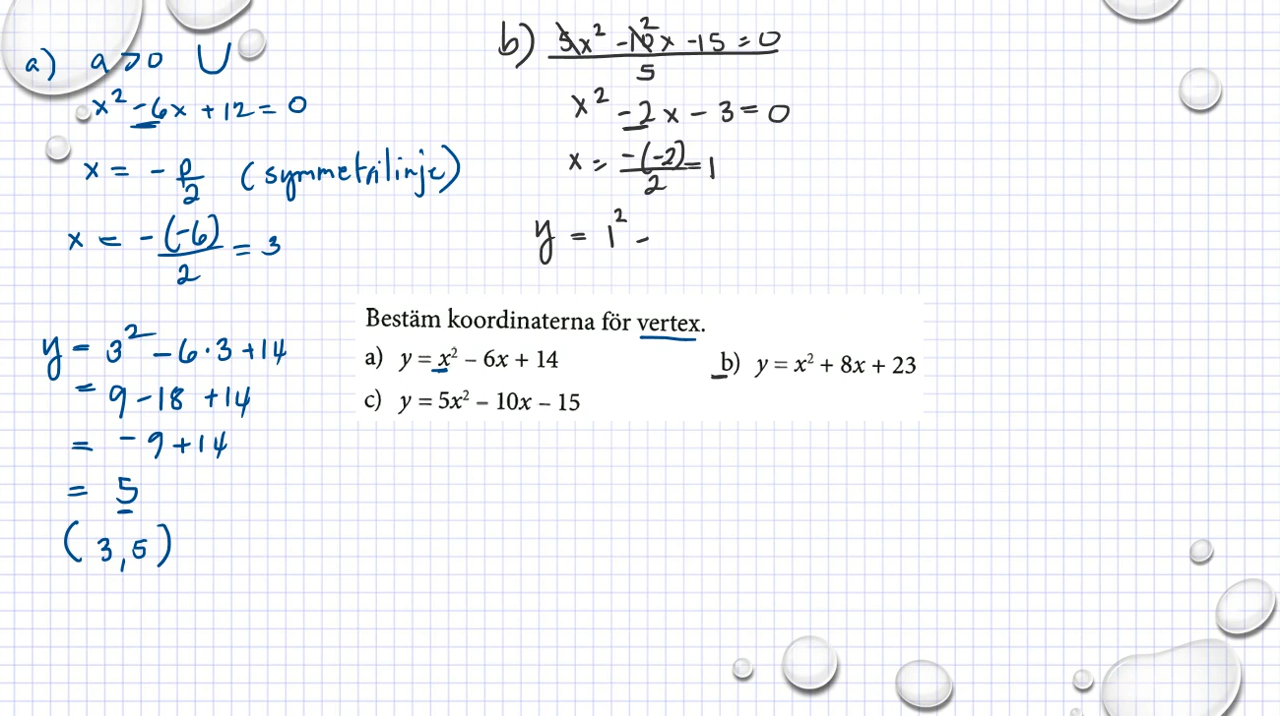 a) a>0 U
x² -6x +12 = 0
x = - p/2 (symmetrilinje)
x = -(-6)/2 = 3
y = 3² - 6·3 + 14
= 9 - 18 + 14
= -9 + 14
= 5
(3,5)
b) 5x² - 10 2 x - 15 = 0
5
x² - 2x - 3 = 0
x = -(-2)/2 = 1
y = 1² -
Bestäm koordinaterna för vertex.
a) y = x² − 6x + 14
b) y = x² + 8x + 23
c) y = 5x² − 10x − 15